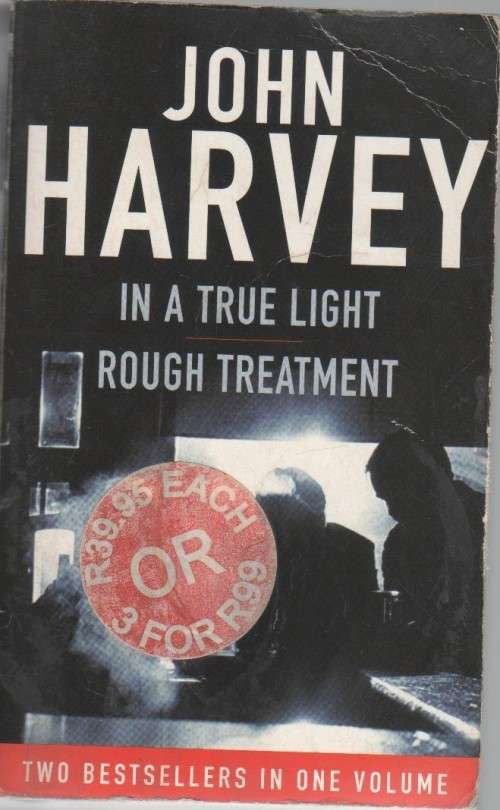 JOHN
HARVEY
IN A TRUE LIGHT
ROUGH TREATMENT
R39.95 EACH
OR
3 FOR R99
TWO BESTSELLERS IN ONE VOLUME